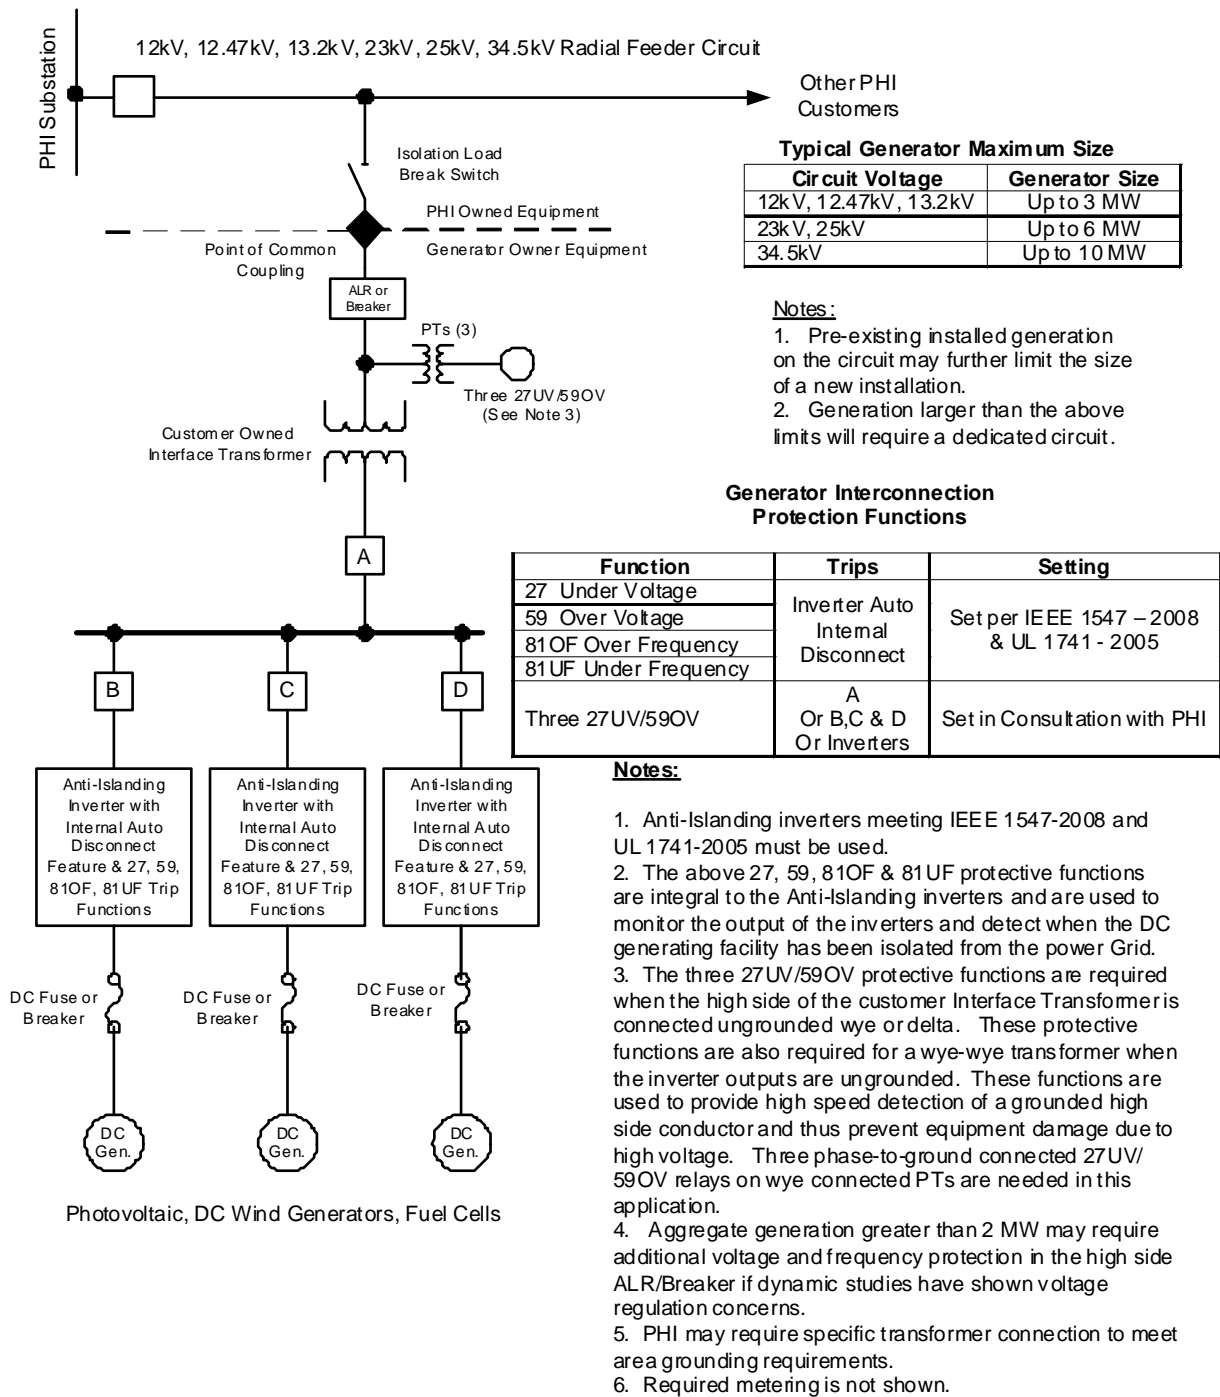 12kV, 12.47kV, 13.2kV, 23kV, 25kV, 34.5kV Radial Feeder Circuit
PHI Substation
Other PHI
Customers
Isolation Load
Break Switch
PHI Owned Equipment
Point of Common
Coupling
Generator Owner Equipment
ALR or
Breaker
PTs (3)
Three 27UV/59OV
(See Note 3)
Customer Owned
Interface Transformer
Typical Generator Maximum Size
Circuit Voltage Generator Size
12kV, 12.47kV, 13.2kV Up to 3 MW
23kV, 25kV Up to 6 MW
34.5kV Up to 10 MW
Notes:
1. Pre-existing installed generation
on the circuit may further limit the size
of a new installation.
2. Generation larger than the above
limits will require a dedicated circuit.
Generator Interconnection
Protection Functions
Function Trips Setting
27 Under Voltage
59 Over Voltage
81OF Over Frequency
81UF Under Frequency
Inverter Auto
Internal
Disconnect
Set per IEEE 1547 – 2008
& UL 1741 - 2005
Three 27UV/59OV
A
Or B,C & D
Or Inverters
Set in Consultation with PHI
A
B
C
D
Anti-Islanding
Inverter with
Internal Auto
Disconnect
Feature & 27, 59,
81OF, 81UF Trip
Functions
Anti-Islanding
Inverter with
Internal Auto
Disconnect
Feature & 27, 59,
81OF, 81UF Trip
Functions
Anti-Islanding
Inverter with
Internal Auto
Disconnect
Feature & 27, 59,
81OF, 81UF Trip
Functions
DC Fuse or
Breaker
DC Fuse or
Breaker
DC Fuse or
Breaker
DC
Gen.
DC
Gen.
DC
Gen.
Photovoltaic, DC Wind Generators, Fuel Cells
Notes:
1. Anti-Islanding inverters meeting IEEE 1547-2008 and
UL 1741-2005 must be used.
2. The above 27, 59, 81OF & 81UF protective functions
are integral to the Anti-Islanding inverters and are used to
monitor the output of the inverters and detect when the DC
generating facility has been isolated from the power Grid.
3. The three 27UV/59OV protective functions are required
when the high side of the customer Interface Transformer is
connected ungrounded wye or delta. These protective
functions are also required for a wye-wye transformer when
the inverter outputs are ungrounded. These functions are
used to provide high speed detection of a grounded high
side conductor and thus prevent equipment damage due to
high voltage. Three phase-to-ground connected 27UV/
59OV relays on wye connected PTs are needed in this
application.
4. Aggregate generation greater than 2 MW may require
additional voltage and frequency protection in the high side
ALR/Breaker if dynamic studies have shown voltage
regulation concerns.
5. PHI may require specific transformer connection to meet
area grounding requirements.
6. Required metering is not shown.